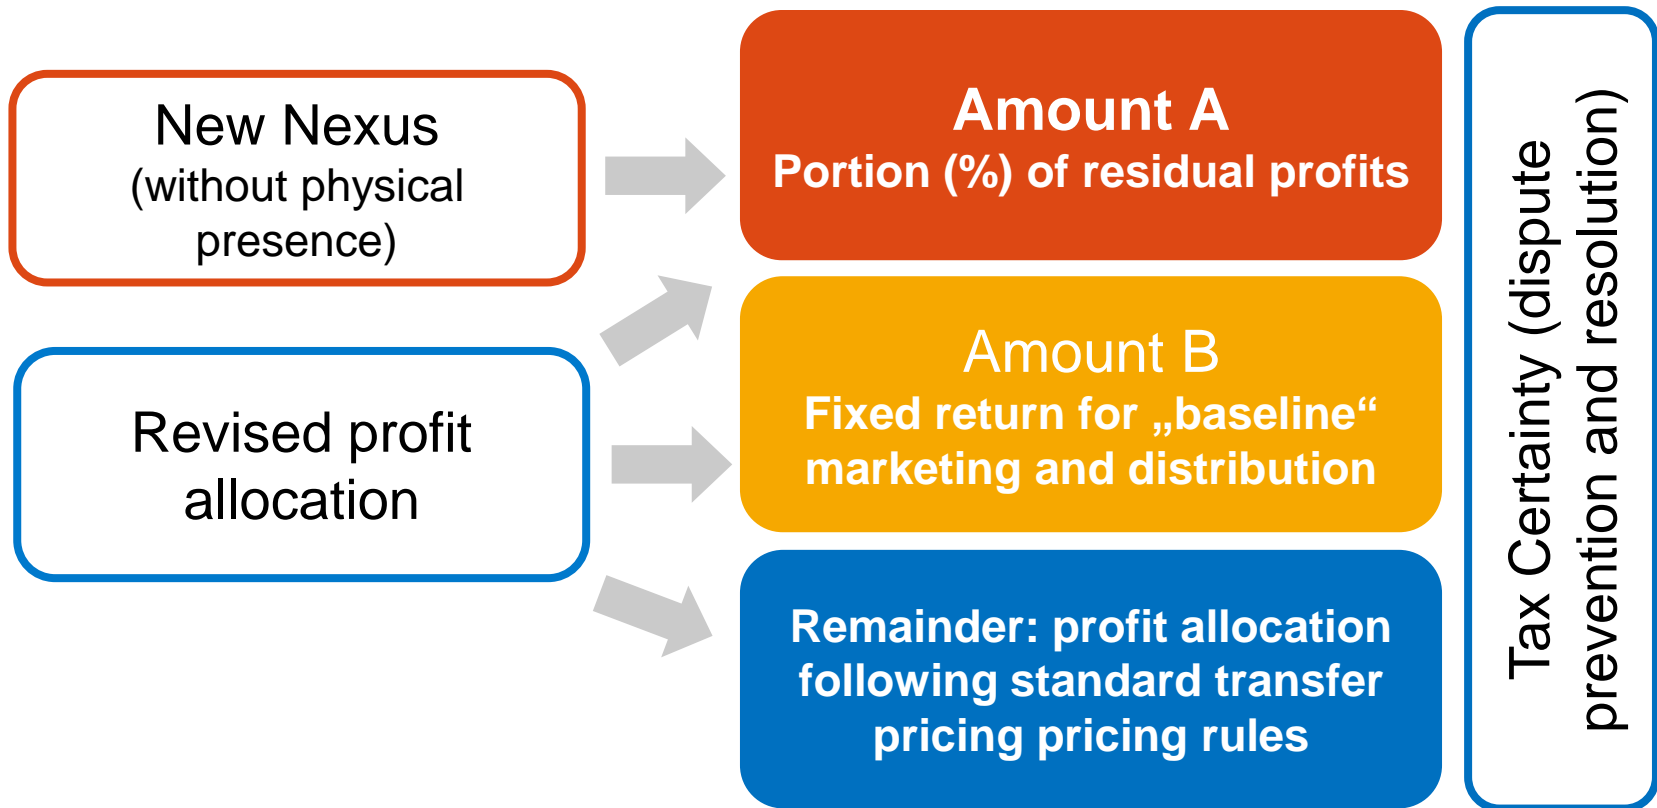 New Nexus
(without physical
presence)
Revised profit
allocation
Amount A
Portion (%) of residual profits
Amount B
Fixed return for „baseline“
marketing and distribution
Remainder: profit allocation
following standard transfer
pricing pricing rules
Tax Certainty (dispute
prevention and resolution)